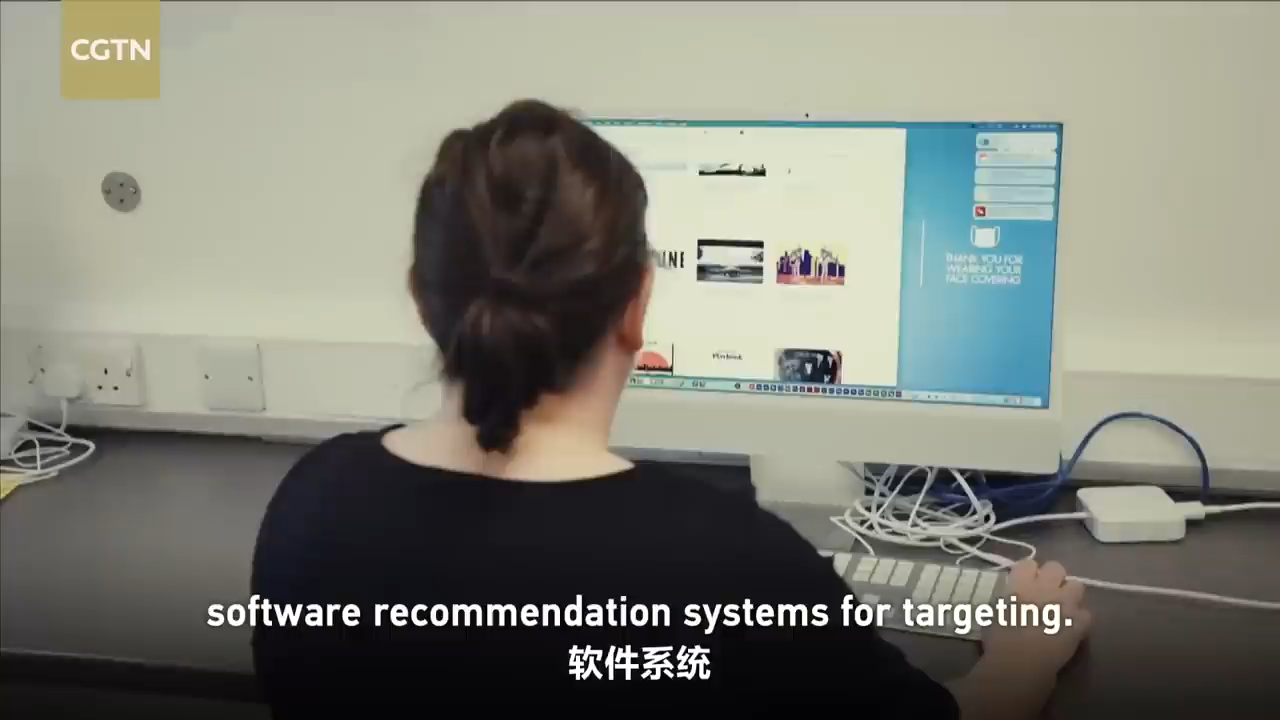 CGTN
THANK YOU FOR
WEARING YOUR
FACE COVERING
software recommendation systems for targeting.
软件系统